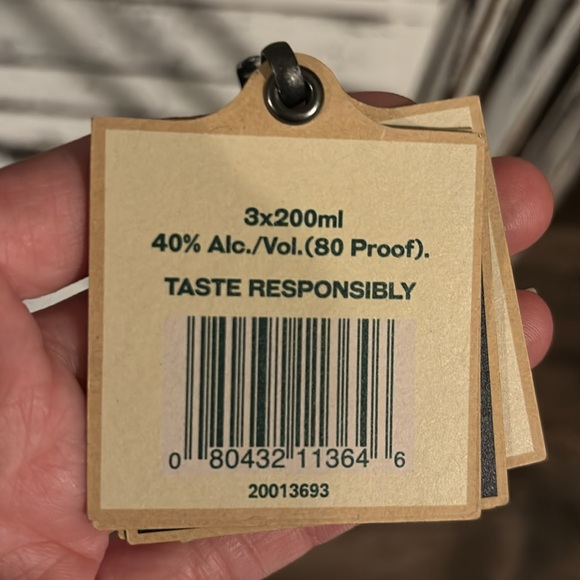 3x200ml
40% Alc./Vol.(80 Proof).
TASTE RESPONSIBLY
0 80432 11364 6
20013693